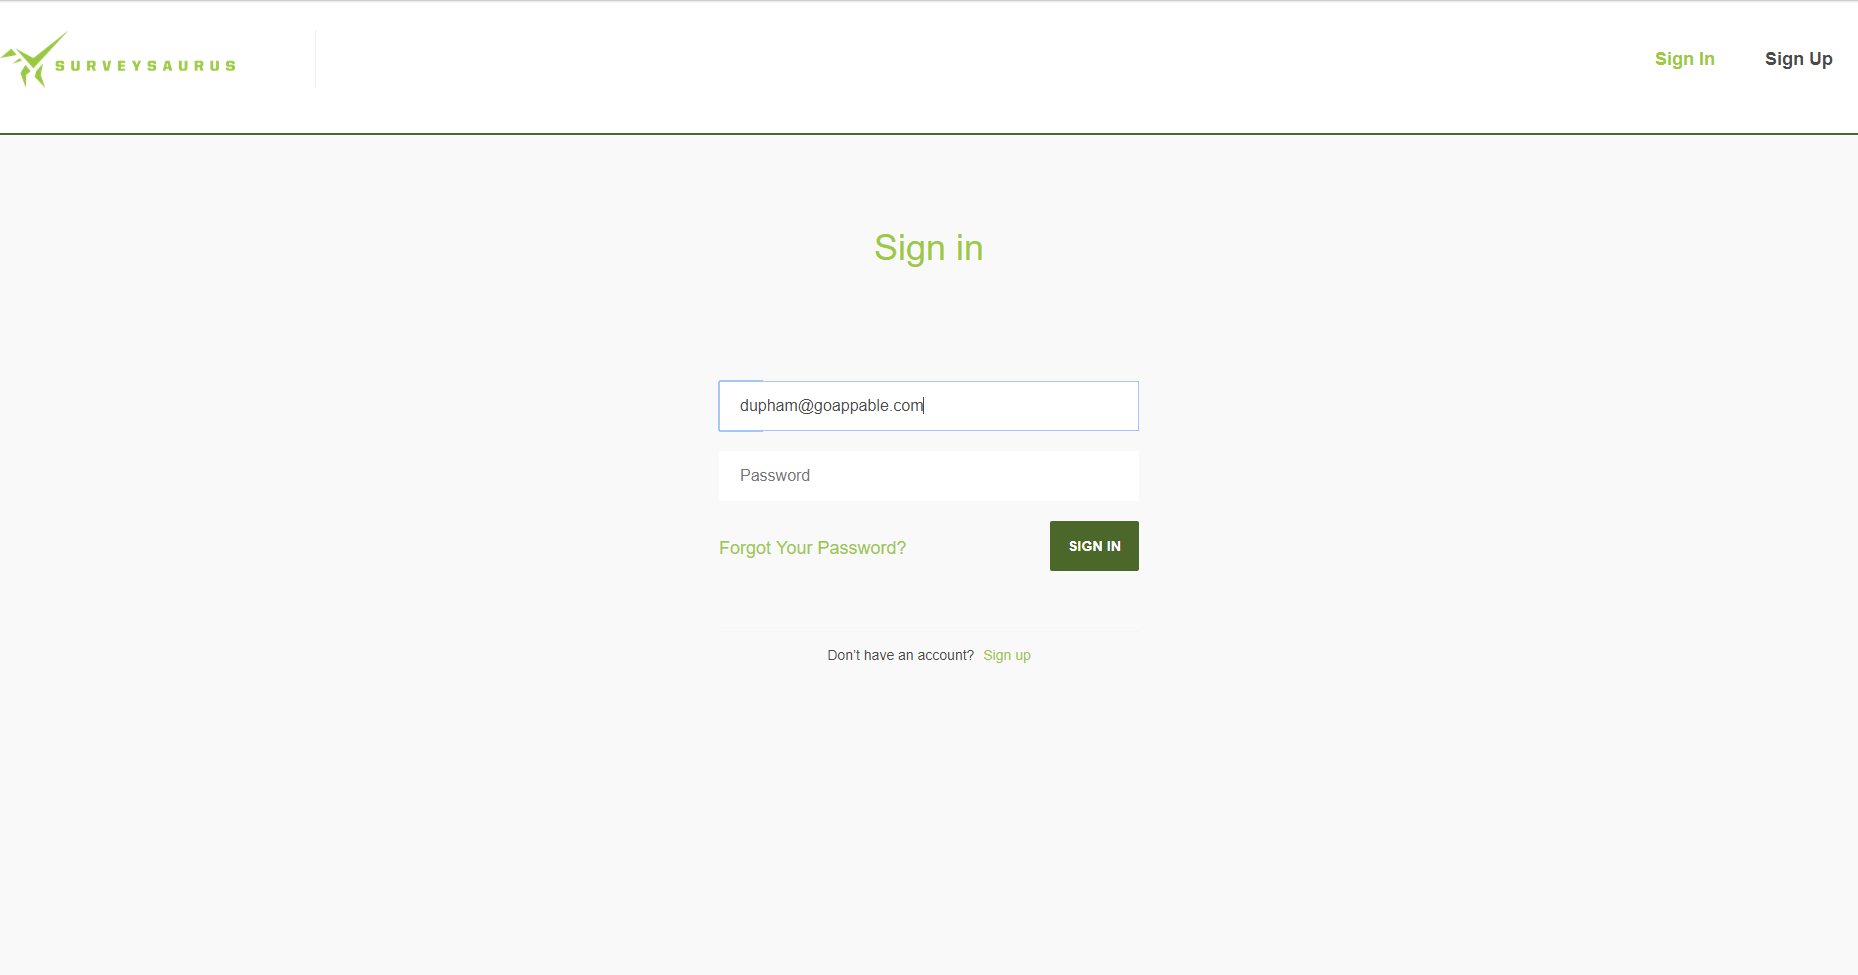 SURVEYSAURUS
Sign In
Sign Up
Sign in
dupham@goappable.com
Password
Forgot Your Password?
SIGN IN
Don't have an account? Sign up